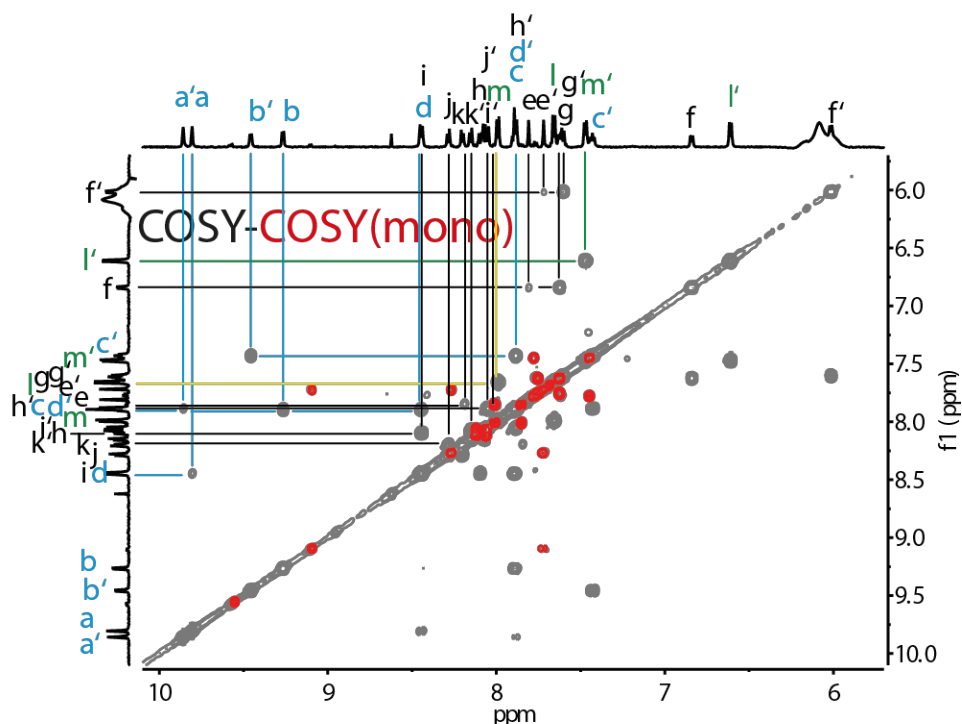 h'
j' d' g'
i h c l m'
a'a b' b d j kk' i' m ee' g c' f l' f'
f' 6.0
COSY-COSY(mono)
l' 6.5
f 7.0
m' c' 7.5
l g g' e' e
h' c d' 8.0
j' h m
k' k j
i d 8.5
b 9.0
b' 9.5
a
a' 10.0
f1 (ppm)
10 9 8 7 6
ppm